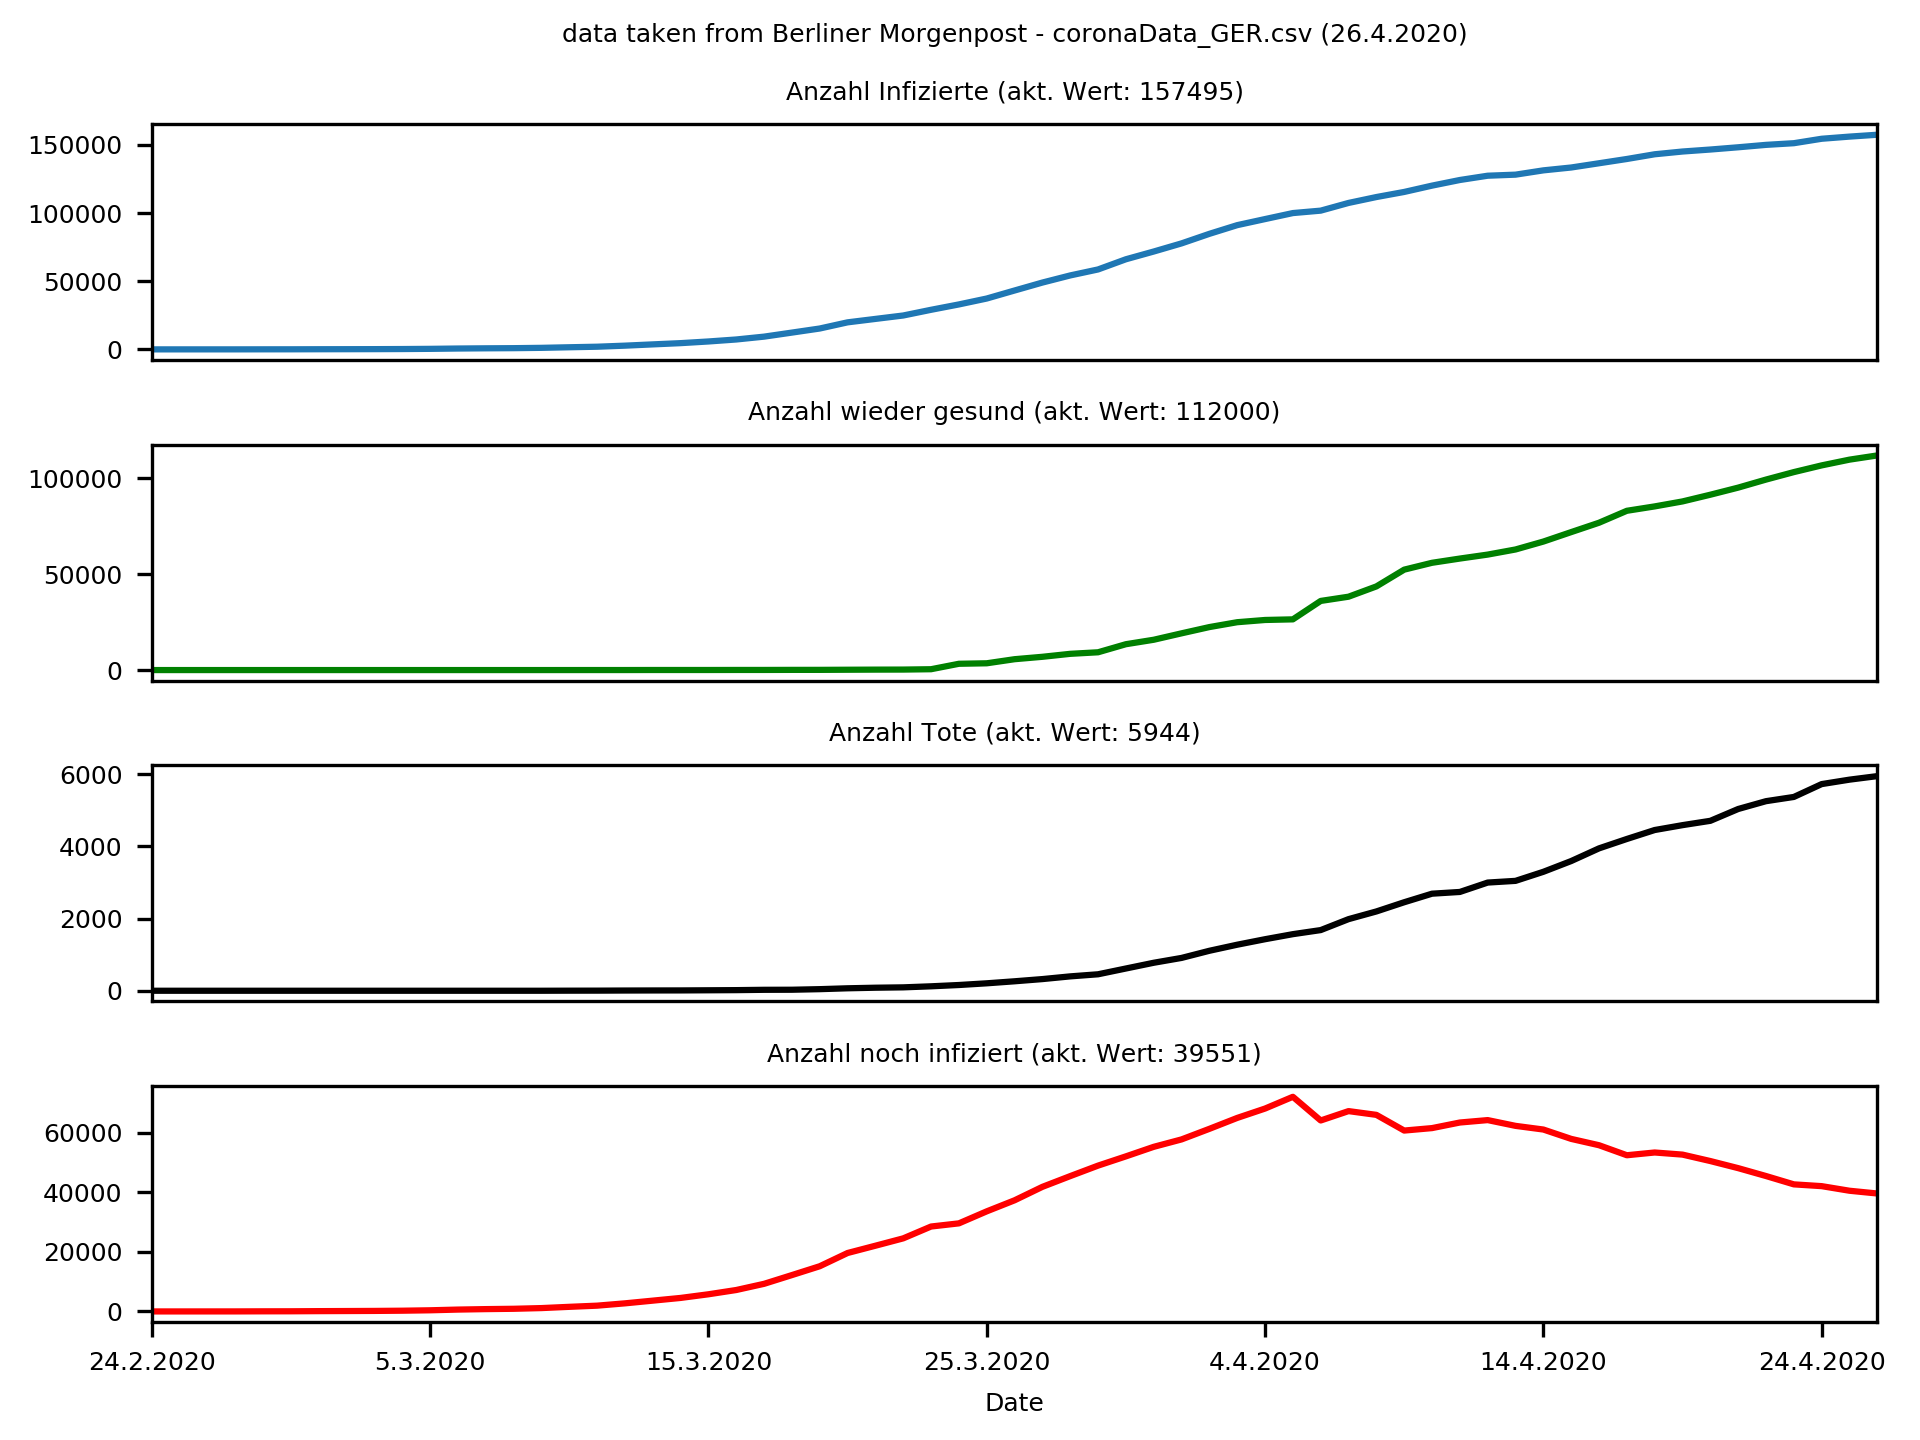 data taken from Berliner Morgenpost - coronaData_GER.csv (26.4.2020)
Anzahl Infizierte (akt. Wert: 157495)
150000
100000
50000
0
Anzahl wieder gesund (akt. Wert: 112000)
100000
50000
0
Anzahl Tote (akt. Wert: 5944)
6000
4000
2000
0
Anzahl noch infiziert (akt. Wert: 39551)
60000
40000
20000
0
24.2.2020 5.3.2020 15.3.2020 25.3.2020 4.4.2020 14.4.2020 24.4.2020
Date